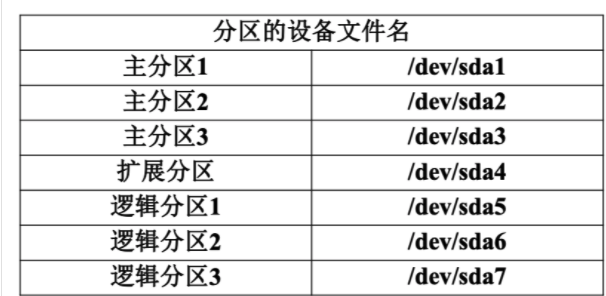 分区的设备文件名
主分区1 /dev/sda1
主分区2 /dev/sda2
主分区3 /dev/sda3
扩展分区 /dev/sda4
逻辑分区1 /dev/sda5
逻辑分区2 /dev/sda6
逻辑分区3 /dev/sda7